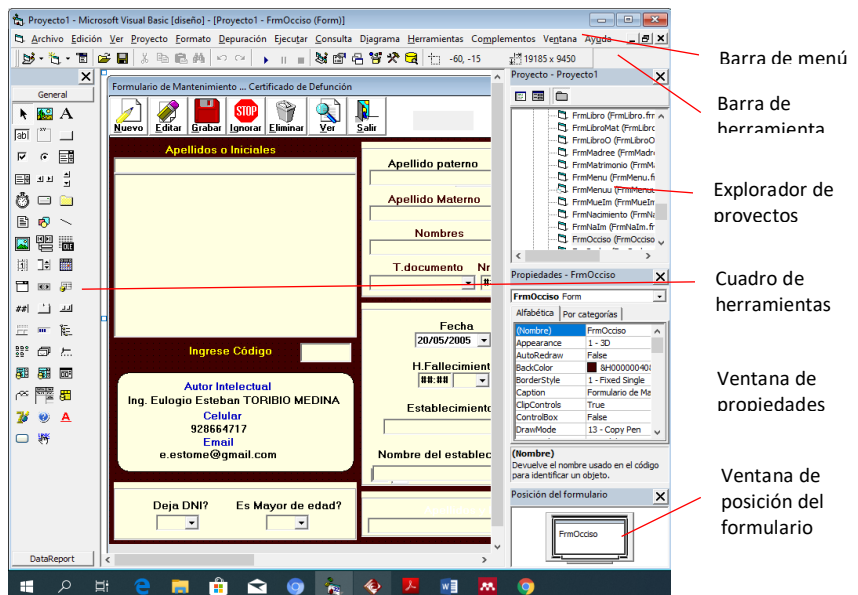 Proyecto1 - Microsoft Visual Basic [diseño] - [Proyecto1 - FrmOcciso (Form)]
Archivo Edición Ver Proyecto Formato Depuración Ejecutar Consulta Diagrama Herramientas Complementos Ventana Ayuda
-60, -15
19185 x 9450
General
DataReport
Formulario de Mantenimiento ... Certificado de Defunción
Nuevo Editar Grabar Ignorar Eliminar Ver Salir
STOP
Apellidos o Iniciales
Ingrese Código
Autor Intelectual
Ing. Eulogio Esteban TORIBIO MEDINA
Celular
928664717
Email
e.estome@gmail.com
Deja DNI? Es Mayor de edad?
Apellido paterno
Apellido Materno
Nombres
T.documento Nr
Fecha
20/05/2005
H.Fallecimient
##:##
Establecimiento
Nombre del establec
Proyecto - Proyecto1
FrmLibro (FrmLibro.frr
FrmLibroMat (FrmLibrc
FrmLibroO (FrmLibroO
FrmMadree (FrmMadre
FrmMatrimonio (FrmM
FrmMenu (FrmMenu.f
FrmMenuu (FrmMenuu
FrmMueIm (FrmMueIm
FrmNacimiento (FrmNa
FrmNaIm (FrmNaIm.fr
FrmOcciso (FrmOcciso
Propiedades - FrmOcciso
FrmOcciso Form
Alfabética Por categorías
(Nombre) FrmOcciso
Appearance 1 - 3D
AutoRedraw False
BackColor &H00000040&
BorderStyle 1 - Fixed Single
Caption Formulario de Ma
ClipControls True
ControlBox False
DrawMode 13 - Copy Pen
(Nombre)
Devuelve el nombre usado en el código
para identificar un objeto.
Posición del formulario
FrmOcciso
Barra de menú
Barra de
herramienta
Explorador de
proyectos
Cuadro de
herramientas
Ventana de
propiedades
Ventana de
posición del
formulario